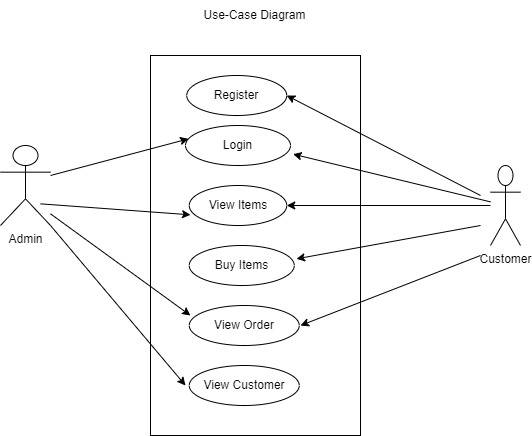 Use-Case Diagram
Register
Login
View Items
Buy Items
View Order
View Customer
Admin
Customer